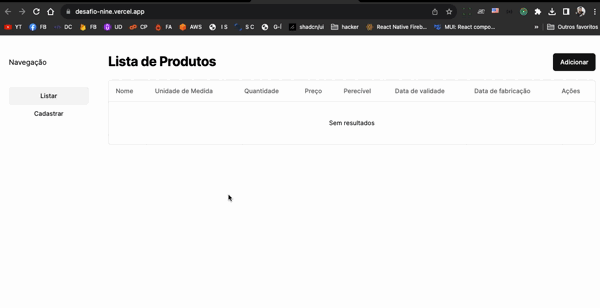 desafio-nine.vercel.app
YT FB DC FB UD CP FA AWS I S S C G-Í shadcn/ui hacker React Native Fireb... MUI: React compo... » Outros favoritos
Navegação
Lista de Produtos
Adicionar
Listar
Cadastrar
Nome Unidade de Medida Quantidade Preço Perecível Data de validade Data de fabricação Ações
Sem resultados